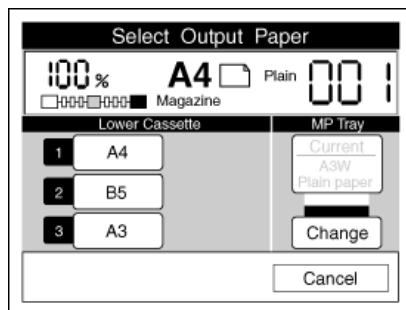 Select Output Paper
100 % A4 Plain 001
Magazine
Lower Cassette MP Tray
1 A4
2 B5
3 A3
Current
A3W
Plain paper
Change
Cancel